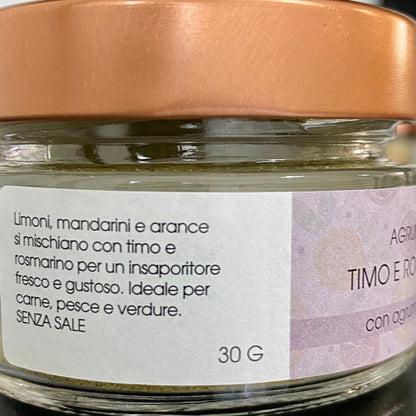 Limoni, mandarini e arance
si mischiano con timo e
rosmarino per un insaporitore
fresco e gustoso. Ideale per
carne, pesce e verdure.
SENZA SALE
30 G
TIMO E
con